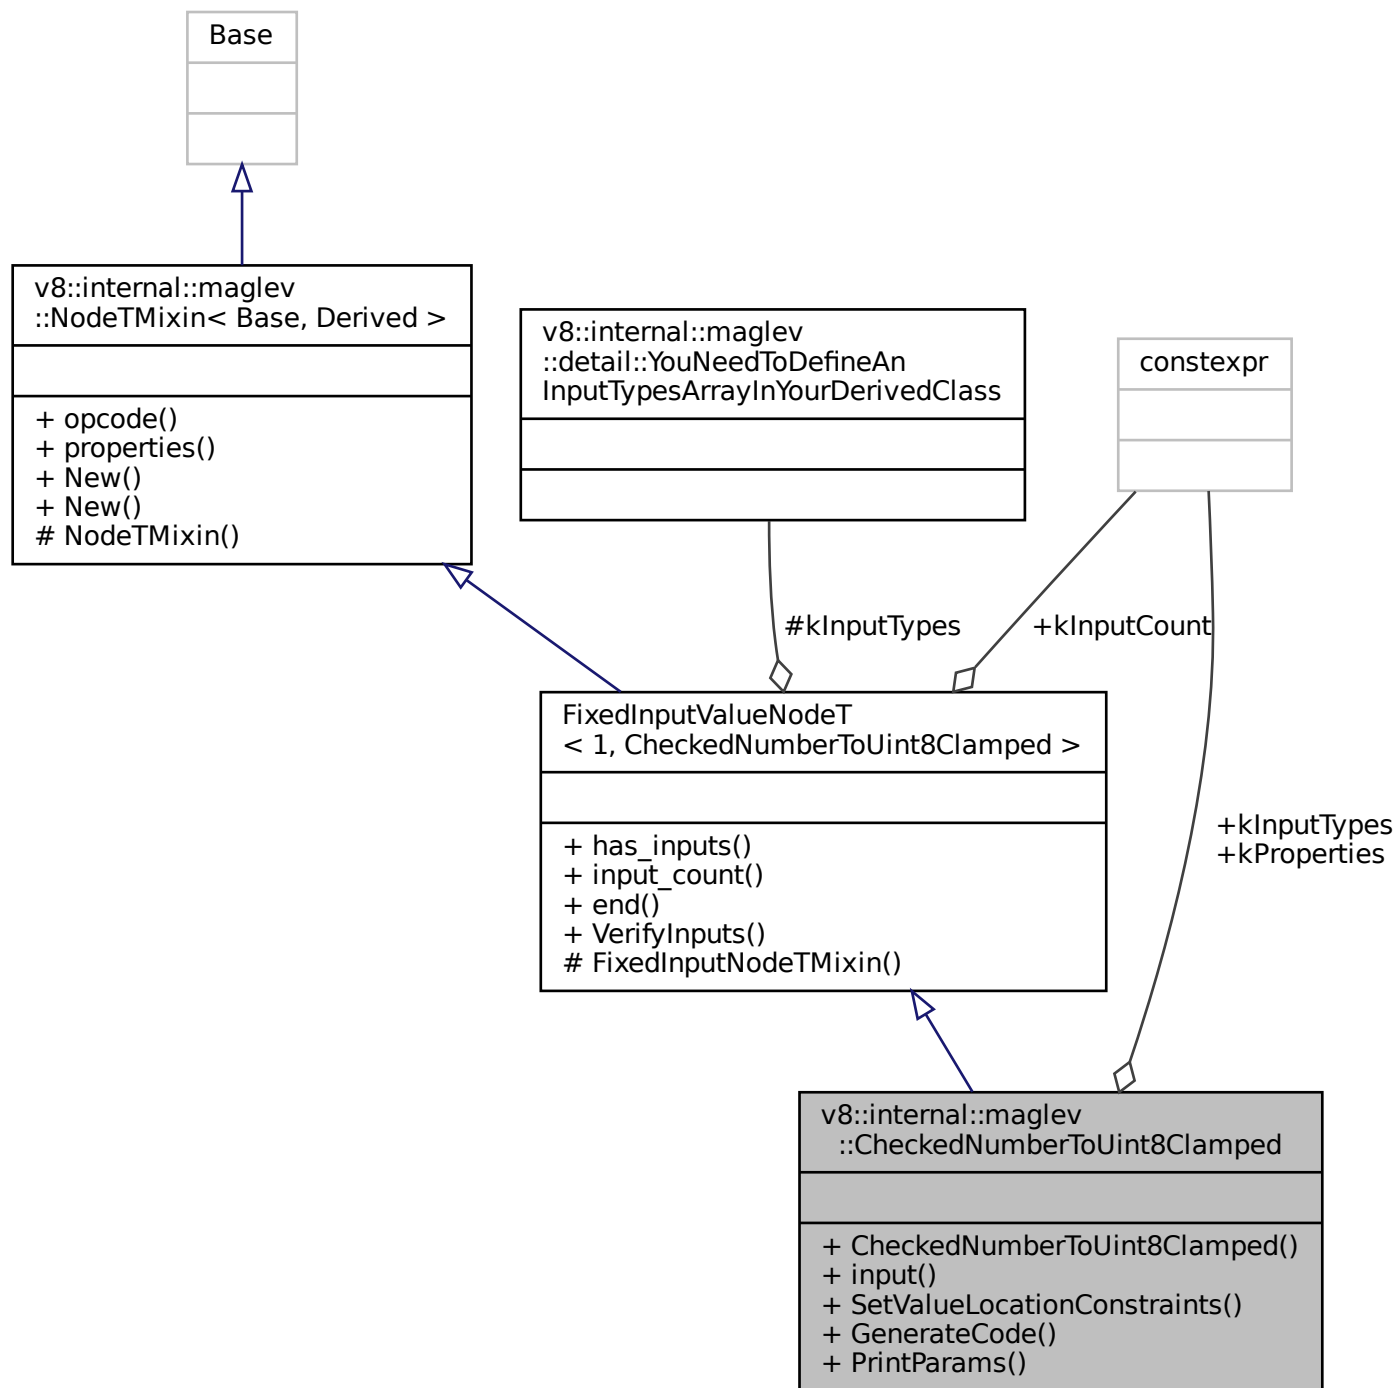 Base
v8::internal::maglev
::NodeTMixin< Base, Derived >
+ opcode()
+ properties()
+ New()
+ New()
# NodeTMixin()
v8::internal::maglev
::detail::YouNeedToDefineAn
InputTypesArrayInYourDerivedClass
constexpr
#kInputTypes
+kInputCount
FixedInputValueNodeT
< 1, CheckedNumberToUint8Clamped >
+ has_inputs()
+ input_count()
+ end()
+ VerifyInputs()
# FixedInputNodeTMixin()
+kInputTypes
+kProperties
v8::internal::maglev
::CheckedNumberToUint8Clamped
+ CheckedNumberToUint8Clamped()
+ input()
+ SetValueLocationConstraints()
+ GenerateCode()
+ PrintParams()